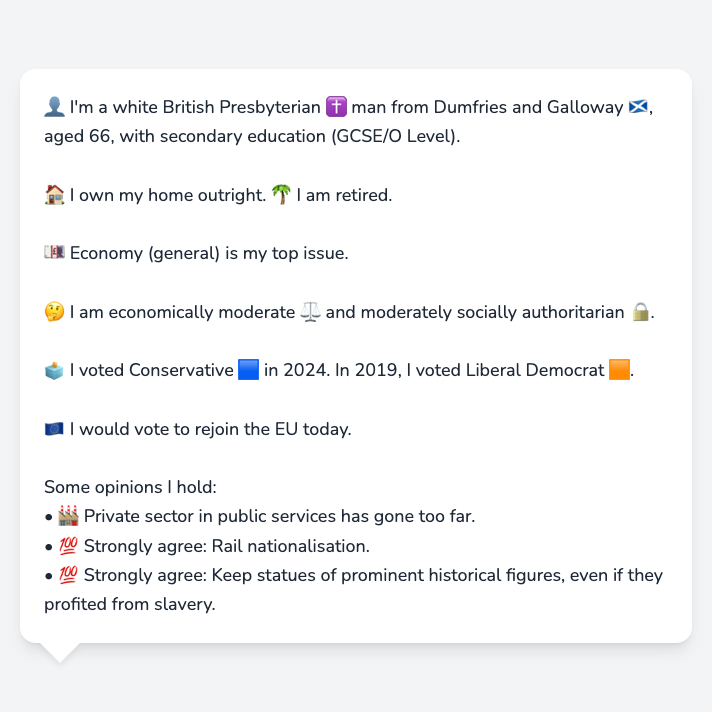 👤 I'm a white British Presbyterian ✝️ man from Dumfries and Galloway 🏴󠁧󠁢󠁳󠁣󠁴󠁿,
aged 66, with secondary education (GCSE/O Level).
🏠 I own my home outright. 🌴 I am retired.
💷 Economy (general) is my top issue.
🤔 I am economically moderate ⚖️ and moderately socially authoritarian 🔒.
🗳️ I voted Conservative 🟦 in 2024. In 2019, I voted Liberal Democrat 🟧.
🇪🇺 I would vote to rejoin the EU today.
Some opinions I hold:
• 🏭 Private sector in public services has gone too far.
• 💯 Strongly agree: Rail nationalisation.
• 💯 Strongly agree: Keep statues of prominent historical figures, even if they
profited from slavery.